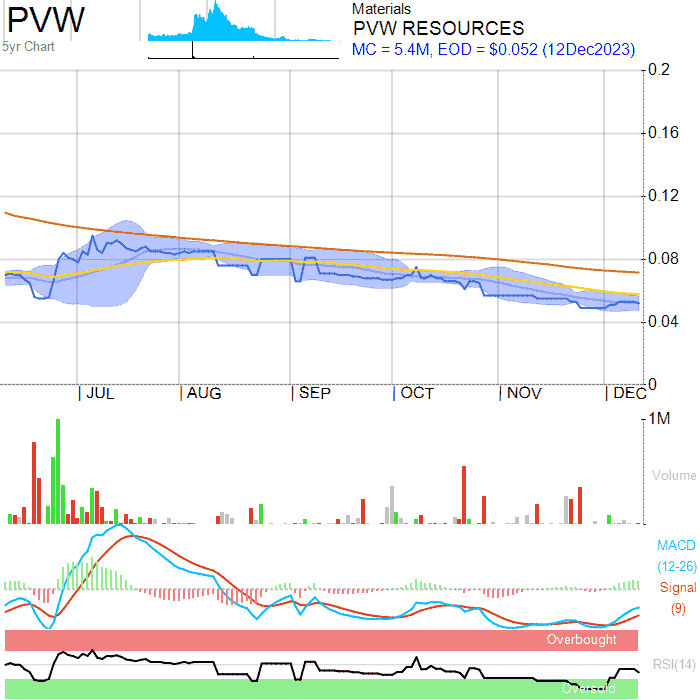 PVW
5yr Chart
Materials
PVW RESOURCES
MC = 5.4M, EOD = $0.052 (12Dec2023)
0.2
0.16
0.12
0.08
0.04
0
JUL AUG SEP OCT NOV DEC
1M
Volume
MACD
(12-26)
Signal
(9)
Overbought
RSI(14)
Oversold